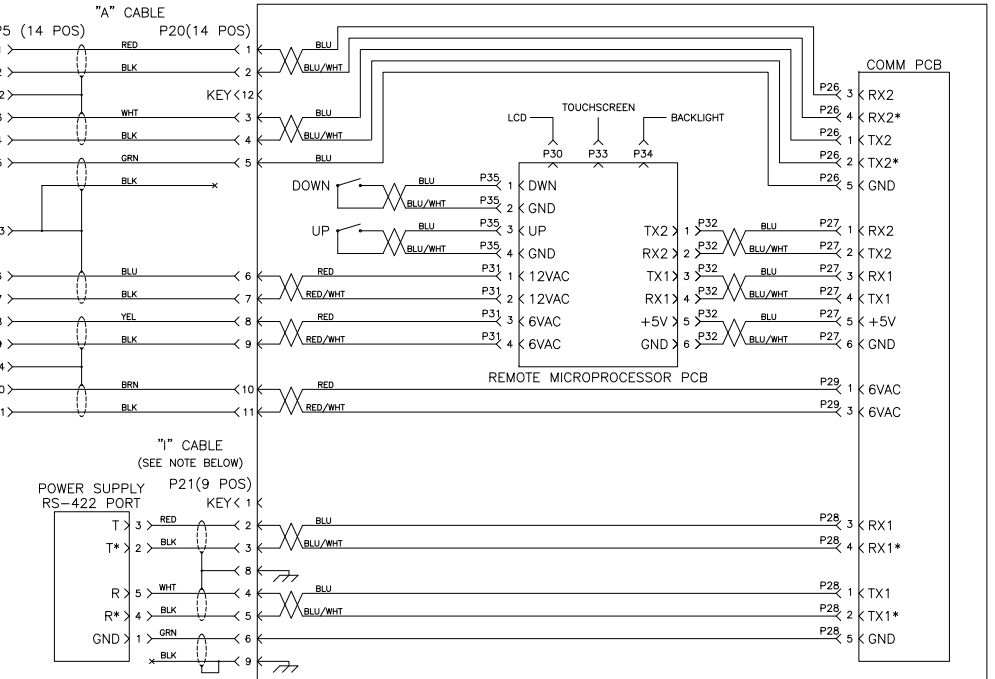 "A" CABLE
P5 (14 POS) P20(14 POS)
RED 1 BLU
2 BLK 2 BLU/WHT
COMM PCB
KEY 12
P26 3 RX2
WHT 3 BLU
P26 4 RX2*
TOUCHSCREEN
LCD BACKLIGHT
BLK 4 BLU/WHT
P26 1 TX2
P30 P33 P34
GRN 5 BLU
P26 2 TX2*
BLK
DOWN BLU P35 1 DWN
P26 5 GND
BLU/WHT P35 2 GND
UP BLU P35 3 UP TX2 1 P32 BLU P27 1 RX2
BLU/WHT P35 4 GND RX2 2 P32 BLU/WHT P27 2 TX2
BLU 6 RED P31 1 12VAC TX1 3 P32 BLU P27 3 RX1
BLK 7 RED/WHT P31 2 12VAC RX1 4 P32 BLU/WHT P27 4 TX1
YEL 8 RED P31 3 6VAC +5V 5 P32 BLU P27 5 +5V
BLK 9 RED/WHT P31 4 6VAC GND 6 P32 BLU/WHT P27 6 GND
REMOTE MICROPROCESSOR PCB
BRN 10 RED P29 1 6VAC
BLK 11 RED/WHT P29 3 6VAC
"I" CABLE
(SEE NOTE BELOW)
P21(9 POS)
POWER SUPPLY
RS-422 PORT
KEY 1
T 3 RED 2 BLU P28 3 RX1
T* 2 BLK 3 BLU/WHT P28 4 RX1*
8
R 5 WHT 4 BLU P28 1 TX1
R* 4 BLK 5 BLU/WHT P28 2 TX1*
GND 1 GRN 6 P28 5 GND
BLK 9